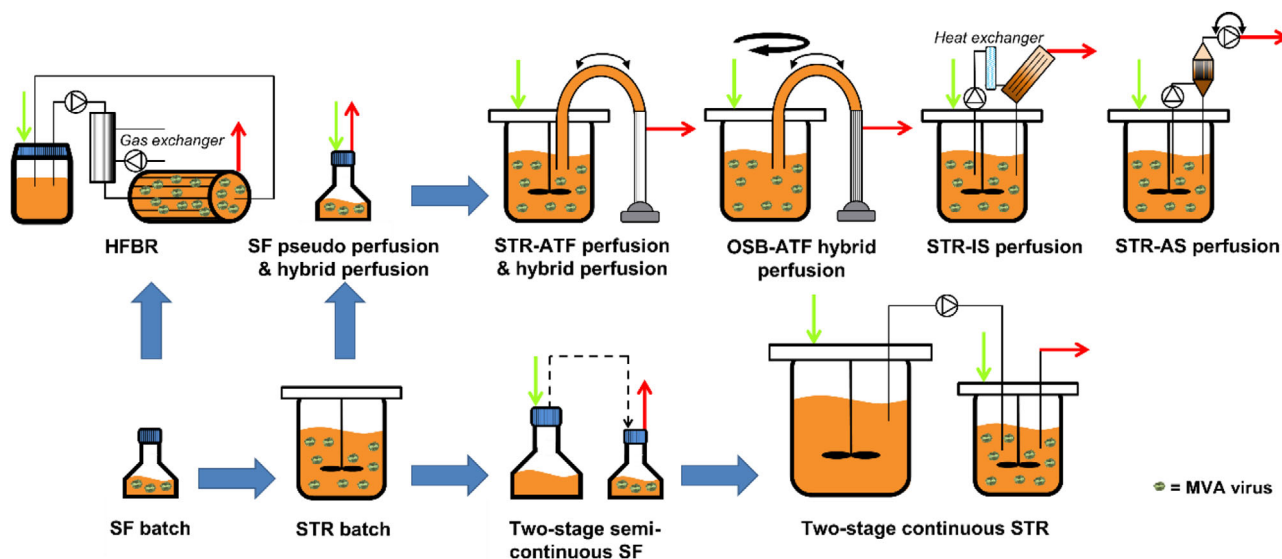 Gas exchanger
Heat exchanger
HFBR
SF pseudo perfusion
& hybrid perfusion
STR-ATF perfusion
& hybrid perfusion
OSB-ATF hybrid
perfusion
STR-IS perfusion
STR-AS perfusion
SF batch
STR batch
Two-stage semi-
continuous SF
Two-stage continuous STR
= MVA virus